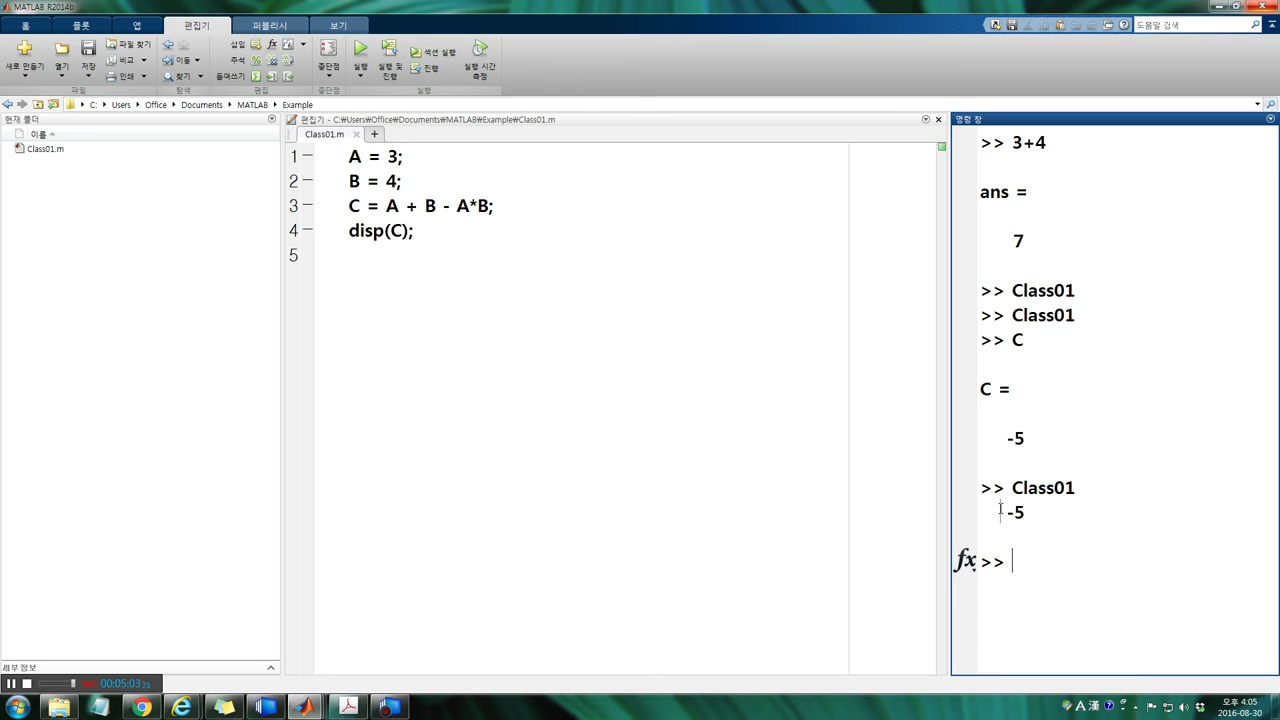 MATLAB R2014b
홈 플롯 앱 편집기 퍼블리시 보기
도움말 검색
새로 만들기 열기 저장 파일 찾기 비교 인쇄
이동 찾기
삽입 fx 주석 들여쓰기
중단점 실행 실행 및 진행 섹션 실행 진행 실행 시간 측정
파일 탐색 편집 중단점 실행
C: Users Office Documents MATLAB Example
현재 폴더
이름
Class01.m
편집기 - C:₩Users₩Office₩Documents₩MATLAB₩Example₩Class01.m
Class01.m
1 A = 3;
2 B = 4;
3 C = A + B - A*B;
4 disp(C);
5
명령 창
>> 3+4
ans =
7
>> Class01
>> Class01
>> C
C =
-5
>> Class01
-5
fx >>
세부 정보
00:05:03
A 漢
오후 4:05
2016-08-30